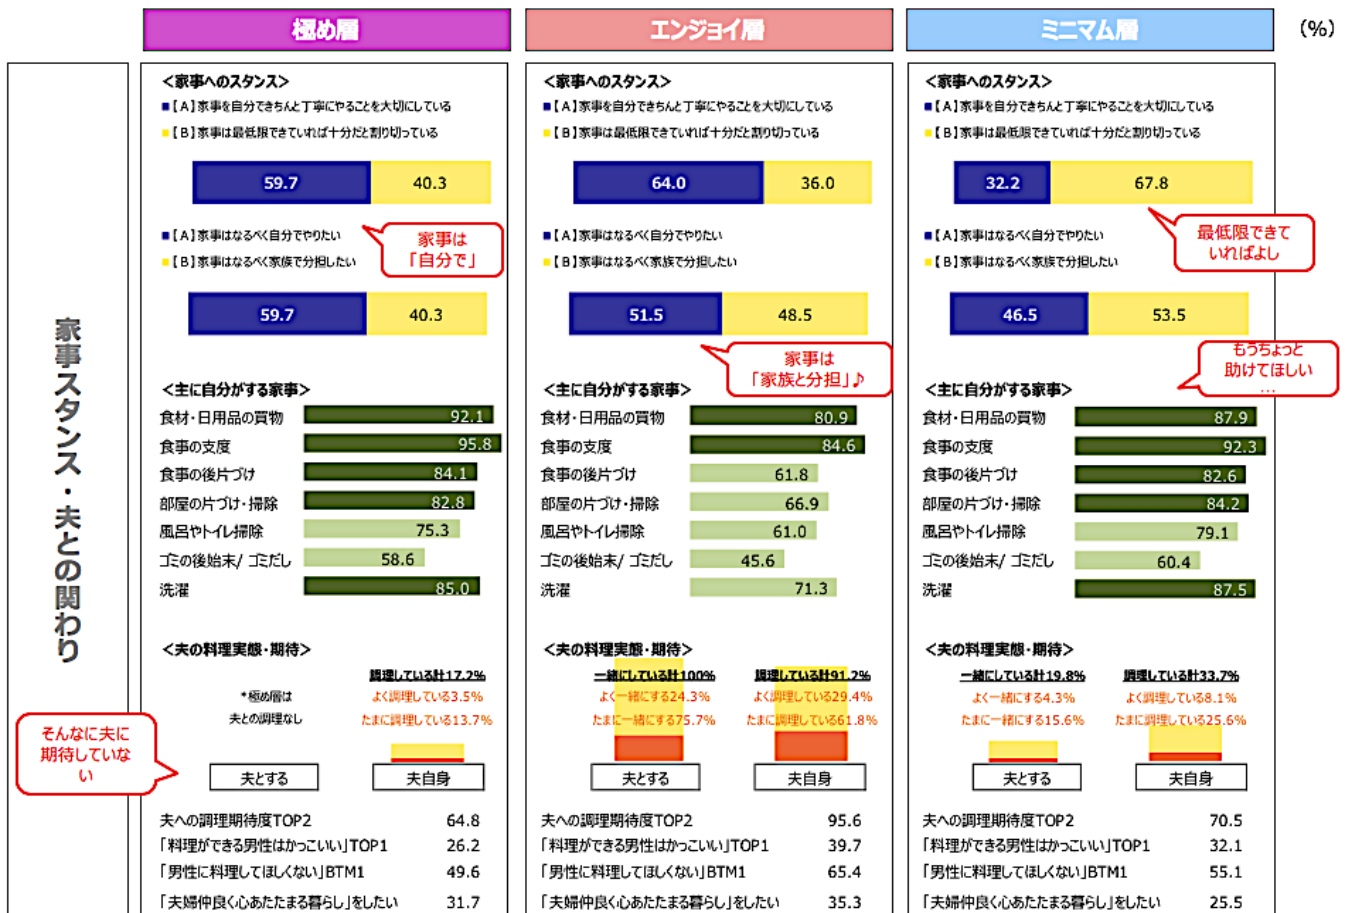 極め層
エンジョイ層
ミニマム層
(%)
家事スタンス・夫との関わり
<家事へのスタンス>
■【A】家事を自分できちんと丁寧にやることを大切にしている
■【B】家事は最低限できていれば十分だと割り切っている
59.7
40.3
■【A】家事はなるべく自分でやりたい
■【B】家事はなるべく家族で分担したい
家事は
「自分で」
59.7
40.3
<主に自分がする家事>
食材・日用品の買物 92.1
食事の支度 95.8
食事の後片づけ 84.1
部屋の片づけ・掃除 82.8
風呂やトイレ掃除 75.3
ゴミの後始末/ ゴミだし 58.6
洗濯 85.0
<夫の料理実態・期待>
調理している計17.2%
*極め層は
夫との調理なし
よく調理している3.5%
たまに調理している13.7%
そんなに夫に
期待していな
い
夫とする
夫自身
夫への調理期待度TOP2 64.8
「料理ができる男性はかっこいい」TOP1 26.2
「男性に料理してほしくない」BTM1 49.6
「夫婦仲良く心あたたまる暮らし」をしたい 31.7
<家事へのスタンス>
■【A】家事を自分できちんと丁寧にやることを大切にしている
■【B】家事は最低限できていれば十分だと割り切っている
64.0
36.0
■【A】家事はなるべく自分でやりたい
■【B】家事はなるべく家族で分担したい
51.5
48.5
家事は
「家族と分担」♪
<主に自分がする家事>
食材・日用品の買物 80.9
食事の支度 84.6
食事の後片づけ 61.8
部屋の片づけ・掃除 66.9
風呂やトイレ掃除 61.0
ゴミの後始末/ ゴミだし 45.6
洗濯 71.3
<夫の料理実態・期待>
一緒にしている計100%
よく一緒にする24.3%
たまに一緒にする75.7%
調理している計91.2%
よく調理している29.4%
たまに調理している61.8%
夫とする
夫自身
夫への調理期待度TOP2 95.6
「料理ができる男性はかっこいい」TOP1 39.7
「男性に料理してほしくない」BTM1 65.4
「夫婦仲良く心あたたまる暮らし」をしたい 35.3
<家事へのスタンス>
■【A】家事を自分できちんと丁寧にやることを大切にしている
■【B】家事は最低限できていれば十分だと割り切っている
32.2
67.8
最低限できて
いればよし
■【A】家事はなるべく自分でやりたい
■【B】家事はなるべく家族で分担したい
46.5
53.5
もうちょっと
助けてほしい
…
<主に自分がする家事>
食材・日用品の買物 87.9
食事の支度 92.3
食事の後片づけ 82.6
部屋の片づけ・掃除 84.2
風呂やトイレ掃除 79.1
ゴミの後始末/ ゴミだし 60.4
洗濯 87.5
<夫の料理実態・期待>
一緒にしている計19.8%
よく一緒にする4.3%
たまに一緒にする15.6%
調理している計33.7%
よく調理している8.1%
たまに調理している25.6%
夫とする
夫自身
夫への調理期待度TOP2 70.5
「料理ができる男性はかっこいい」TOP1 32.1
「男性に料理してほしくない」BTM1 55.1
「夫婦仲良く心あたたまる暮らし」をしたい 25.5